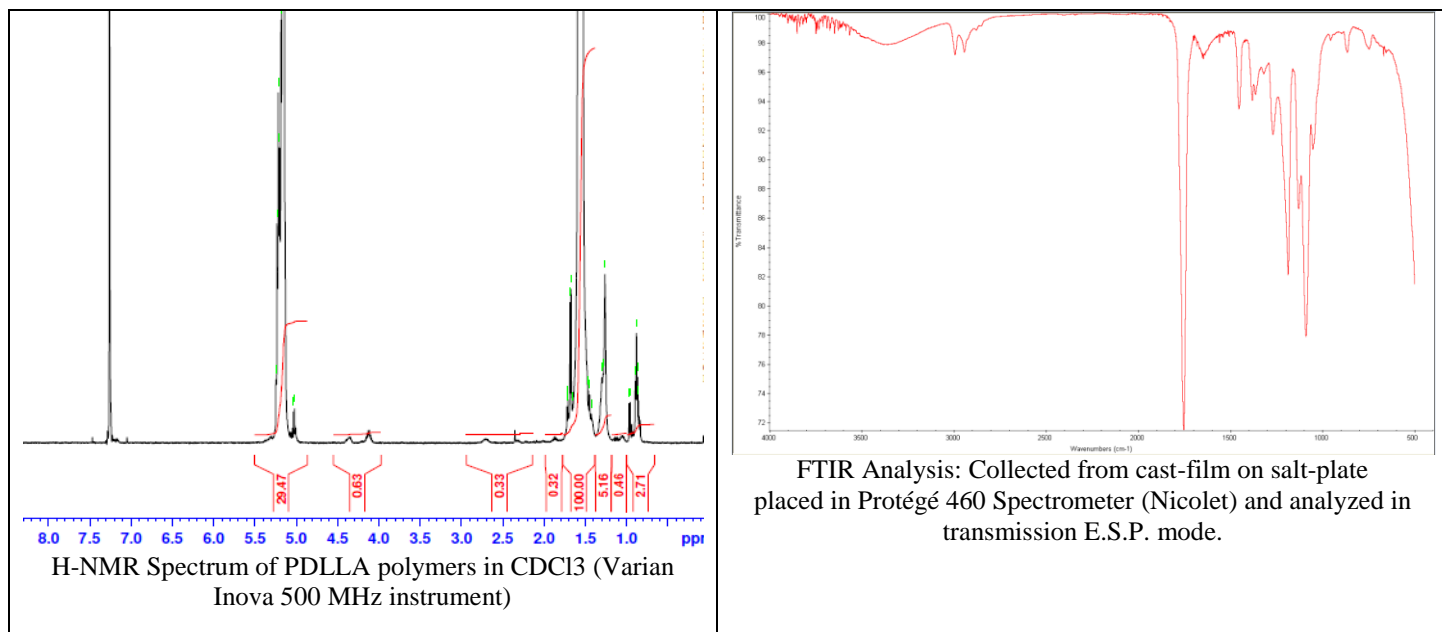 29.47
0.63
0.33
0.32
100.00
5.16
0.46
2.71
8.0 7.5 7.0 6.5 6.0 5.5 5.0 4.5 4.0 3.5 3.0 2.5 2.0 1.5 1.0 ppr
H-NMR Spectrum of PDLLA polymers in CDCl3 (Varian
Inova 500 MHz instrument)
100
98
96
94
92
90
88
86
84
82
80
78
76
74
72
%Transmittance
4000 3500 3000 2500 2000 1500 1000 500
Wavenumbers (cm-1)
FTIR Analysis: Collected from cast-film on salt-plate
placed in Protégé 460 Spectrometer (Nicolet) and analyzed in
transmission E.S.P. mode.